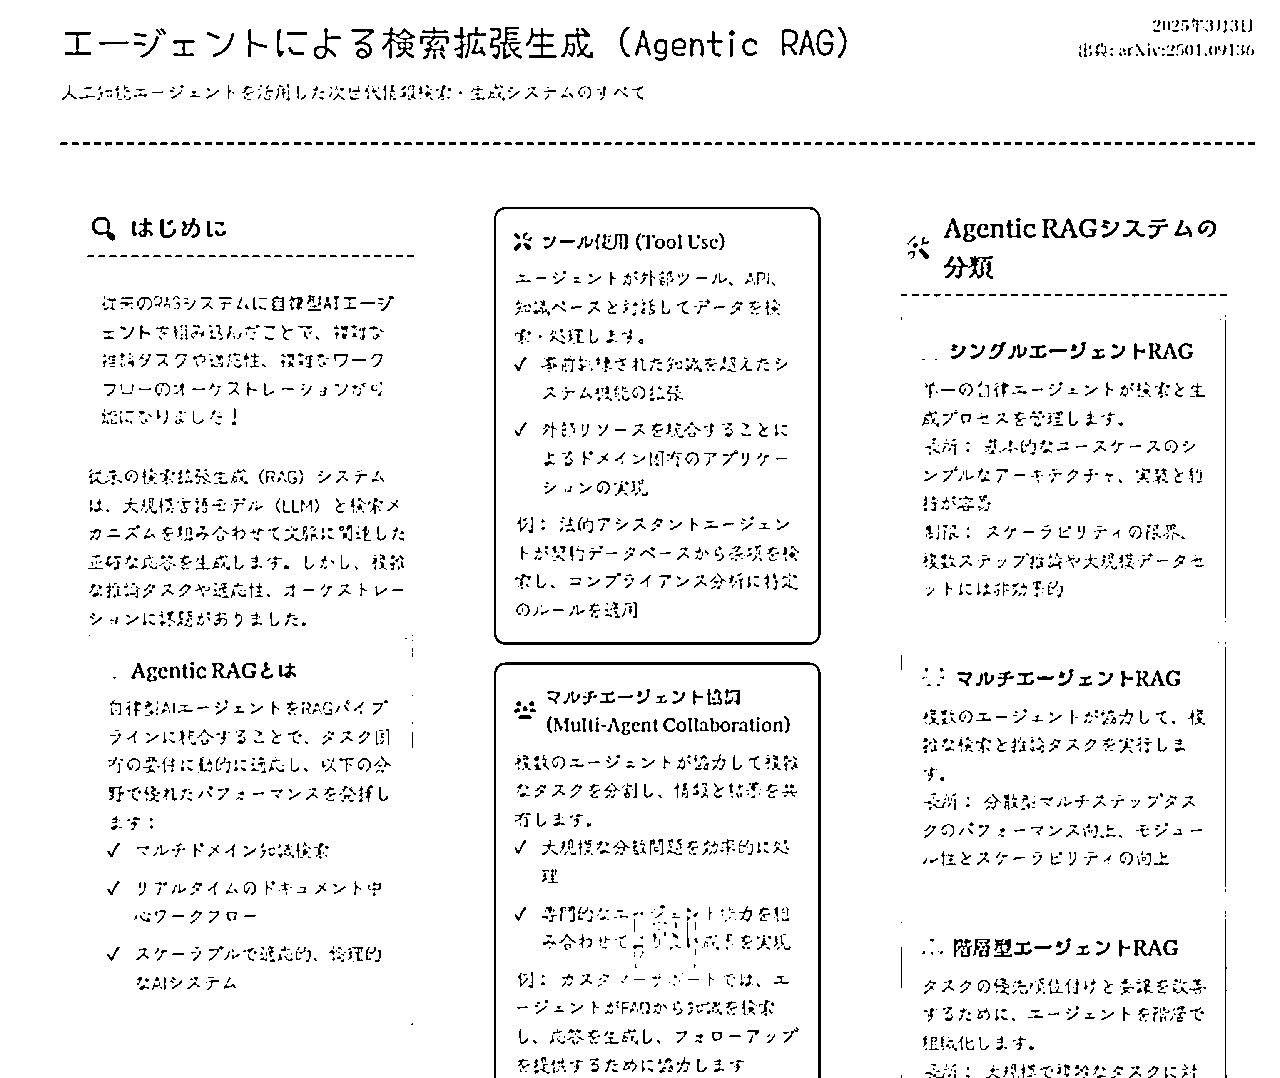 エージェントによる検索拡張生成 (Agentic RAG)
2025年3月3日
出典: arXiv:2501.09136
人工知能エージェントを活用した次世代情報検索・生成システムのすべて
はじめに
従来のRAGシステムに自律型AIエージ
ェントを組み込んだことで、複雑な
推論タスクや適応性、複雑なワーク
フローのオーケストレーションが可
能になりました！
従来の検索拡張生成（RAG）システム
は、大規模言語モデル（LLM）と検索メ
カニズムを組み合わせて文脈に関連した
正確な応答を生成します。しかし、複雑
な推論タスクや適応性、オーケストレー
ションに課題がありました。
Agentic RAGとは
自律型AIエージェントをRAGパイプ
ラインに統合することで、タスク固
有の要件に動的に適応し、以下の分
野で優れたパフォーマンスを発揮し
ます：
✓ マルチドメイン知識検索
✓ リアルタイムのドキュメント中
心ワークフロー
✓ スケーラブルで適応的、倫理的
なAIシステム
ツール使用 (Tool Use)
エージェントが外部ツール、API、
知識ベースと対話してデータを検
索・処理します。
✓ 事前訓練された知識を超えたシ
ステム機能の拡張
✓ 外部リソースを統合することに
よるドメイン固有のアプリケー
ションの実現
例： 法的アシスタントエージェン
トが契約データベースから条項を検
索し、コンプライアンス分析に特定
のルールを適用
マルチエージェント協調
(Multi-Agent Collaboration)
複数のエージェントが協力して複雑
なタスクを分割し、情報と結果を共
有します。
✓ 大規模な分散問題を効率的に処
理
✓ 専門的なエージェント能力を組
み合わせてより良い成果を実現
例： カスタマーサポートでは、エ
ージェントがFAQから知識を検索
し、応答を生成し、フォローアップ
を提供するために協力します
Agentic RAGシステムの
分類
シングルエージェントRAG
単一の自律エージェントが検索と生
成プロセスを管理します。
長所： 基本的なユースケースのシ
ンプルなアーキテクチャ、実装と維
持が容易
制限： スケーラビリティの限界、
複数ステップ推論や大規模データセ
ットには非効率的
マルチエージェントRAG
複数のエージェントが協力して、複
雑な検索と推論タスクを実行しま
す。
長所： 分散型マルチステップタス
クのパフォーマンス向上、モジュー
ル性とスケーラビリティの向上
階層型エージェントRAG
タスクの優先順位付けと委譲を改善
するために、エージェントを階層で
組織化します。
長所： 大規模で複雑なタスクに対